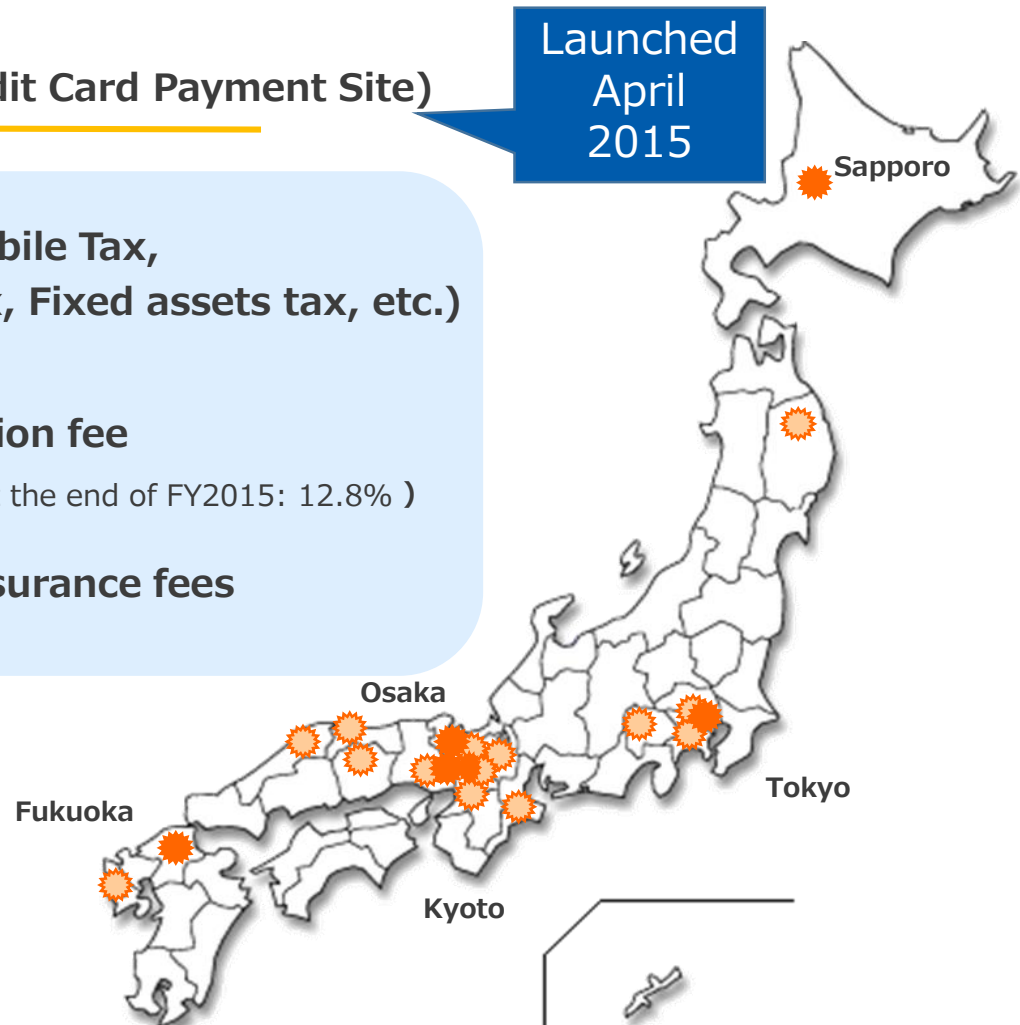 dit Card Payment Site)
Launched
April
2015
Sapporo
bile Tax,
x, Fixed assets tax, etc.)
ion fee
the end of FY2015: 12.8% )
surance fees
Osaka
Tokyo
Fukuoka
Kyoto